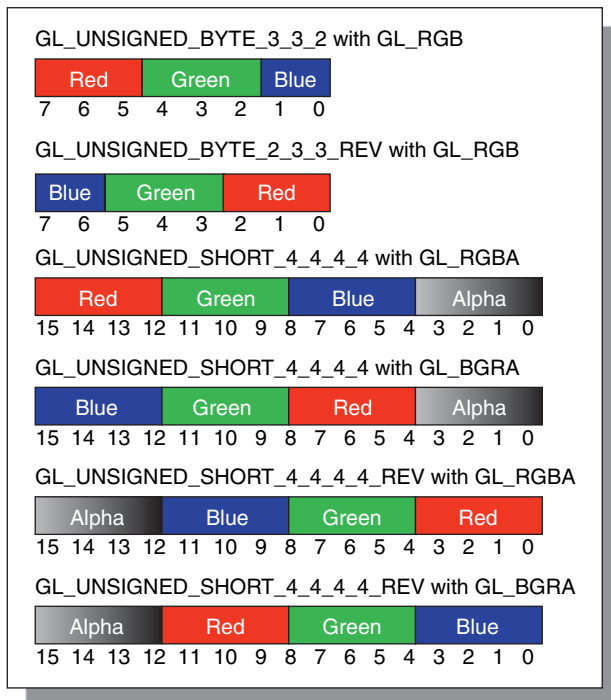 GL_UNSIGNED_BYTE_3_3_2 with GL_RGB
Red Green Blue
7 6 5 4 3 2 1 0
GL_UNSIGNED_BYTE_2_3_3_REV with GL_RGB
Blue Green Red
7 6 5 4 3 2 1 0
GL_UNSIGNED_SHORT_4_4_4_4 with GL_RGBA
Red Green Blue Alpha
15 14 13 12 11 10 9 8 7 6 5 4 3 2 1 0
GL_UNSIGNED_SHORT_4_4_4_4 with GL_BGRA
Blue Green Red Alpha
15 14 13 12 11 10 9 8 7 6 5 4 3 2 1 0
GL_UNSIGNED_SHORT_4_4_4_4_REV with GL_RGBA
Alpha Blue Green Red
15 14 13 12 11 10 9 8 7 6 5 4 3 2 1 0
GL_UNSIGNED_SHORT_4_4_4_4_REV with GL_BGRA
Alpha Red Green Blue
15 14 13 12 11 10 9 8 7 6 5 4 3 2 1 0